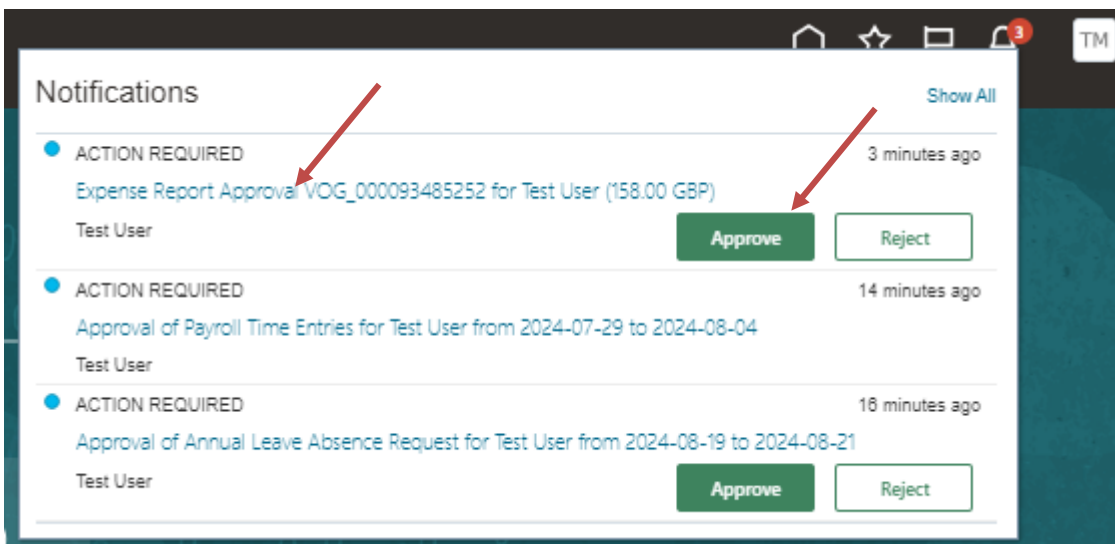 3
TM
Notifications
Show All
ACTION REQUIRED
3 minutes ago
Expense Report Approval VOG_000093485252 for Test User (158.00 GBP)
Test User
Approve
Reject
ACTION REQUIRED
14 minutes ago
Approval of Payroll Time Entries for Test User from 2024-07-29 to 2024-08-04
Test User
ACTION REQUIRED
16 minutes ago
Approval of Annual Leave Absence Request for Test User from 2024-08-19 to 2024-08-21
Test User
Approve
Reject